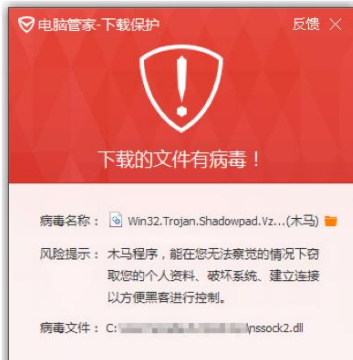 电脑管家-下载保护 反馈
下载的文件有病毒！
病毒名称： Win32.Trojan.Shadowpad.Vz...(木马)
风险提示： 木马程序，能在您无法察觉的情况下窃
取您的个人资料、破坏系统、建立连接
以方便黑客进行控制。
病毒文件： C:\nssock2.dll